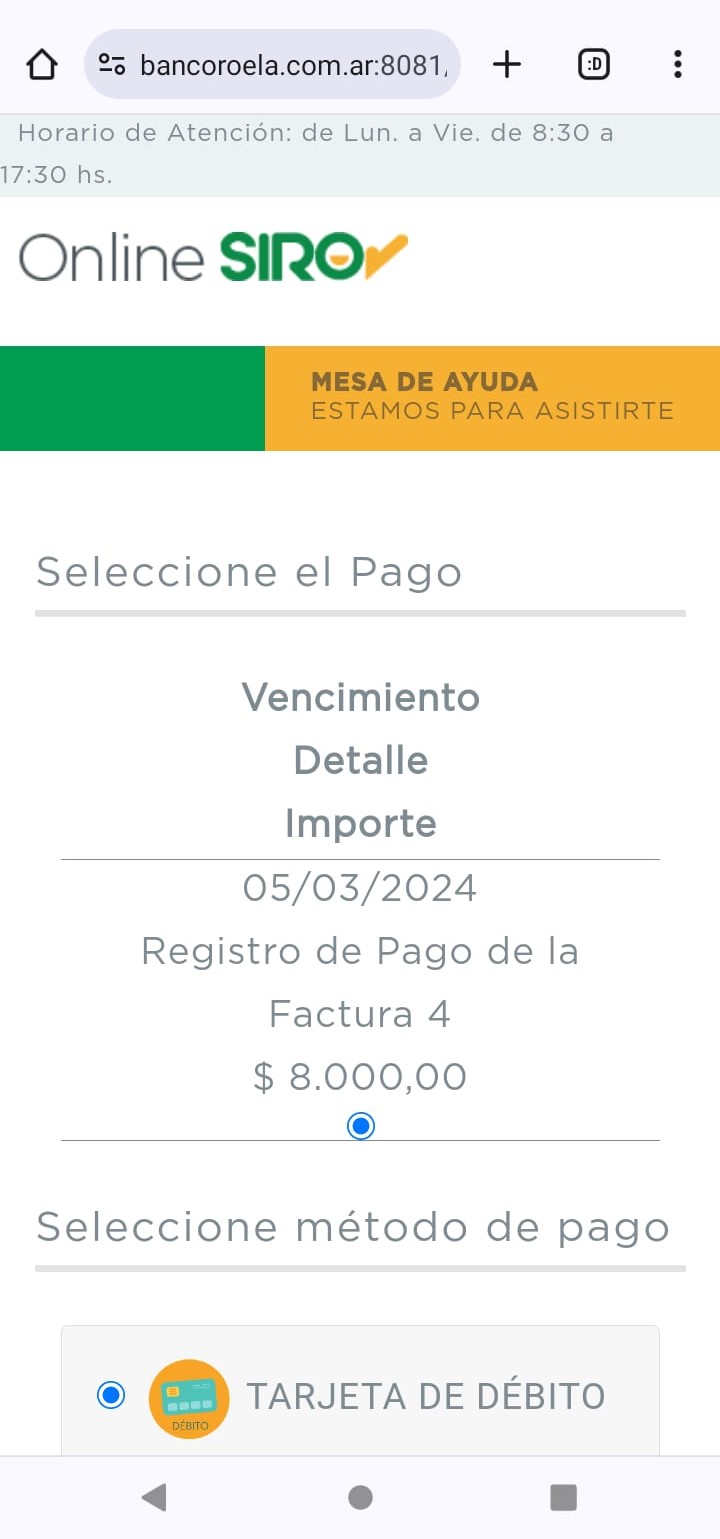 bancoroela.com.ar:8081
:D
Horario de Atención: de Lun. a Vie. de 8:30 a
17:30 hs.
Online SIRO
MESA DE AYUDA
ESTAMOS PARA ASISTIRTE
Seleccione el Pago
Vencimiento
Detalle
Importe
05/03/2024
Registro de Pago de la
Factura 4
$ 8.000,00
Seleccione método de pago
TARJETA DE DÉBITO
DÉBITO